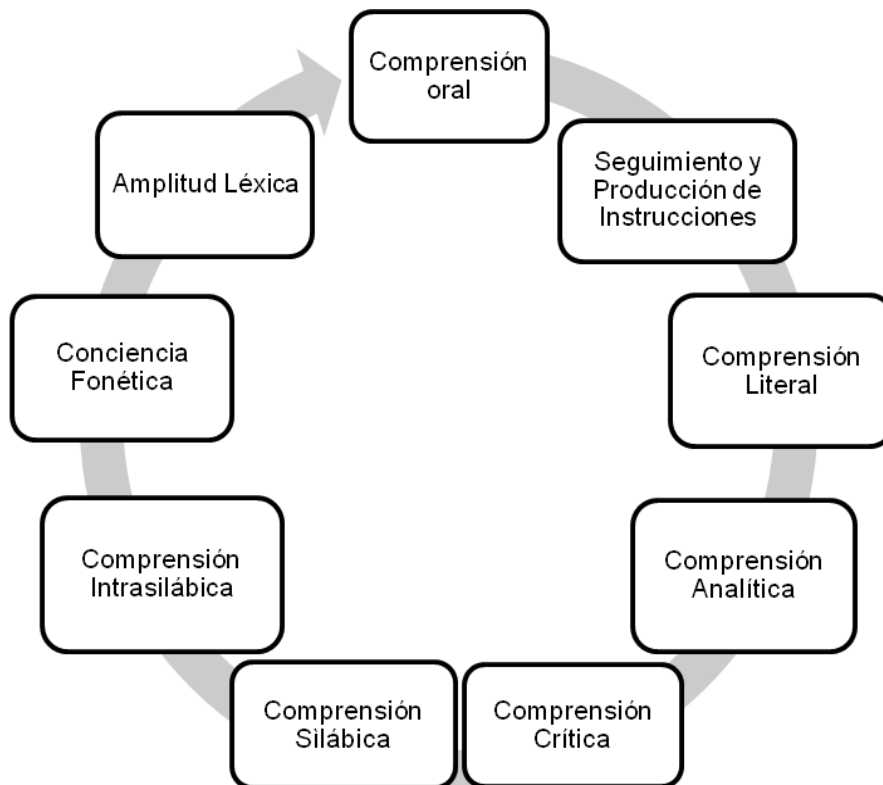 Comprensión
oral
Seguimiento y
Producción de
Instrucciones
Comprensión
Literal
Comprensión
Analítica
Comprensión
Crítica
Comprensión
Silábica
Comprensión
Intrasilábica
Conciencia
Fonética
Amplitud Léxica